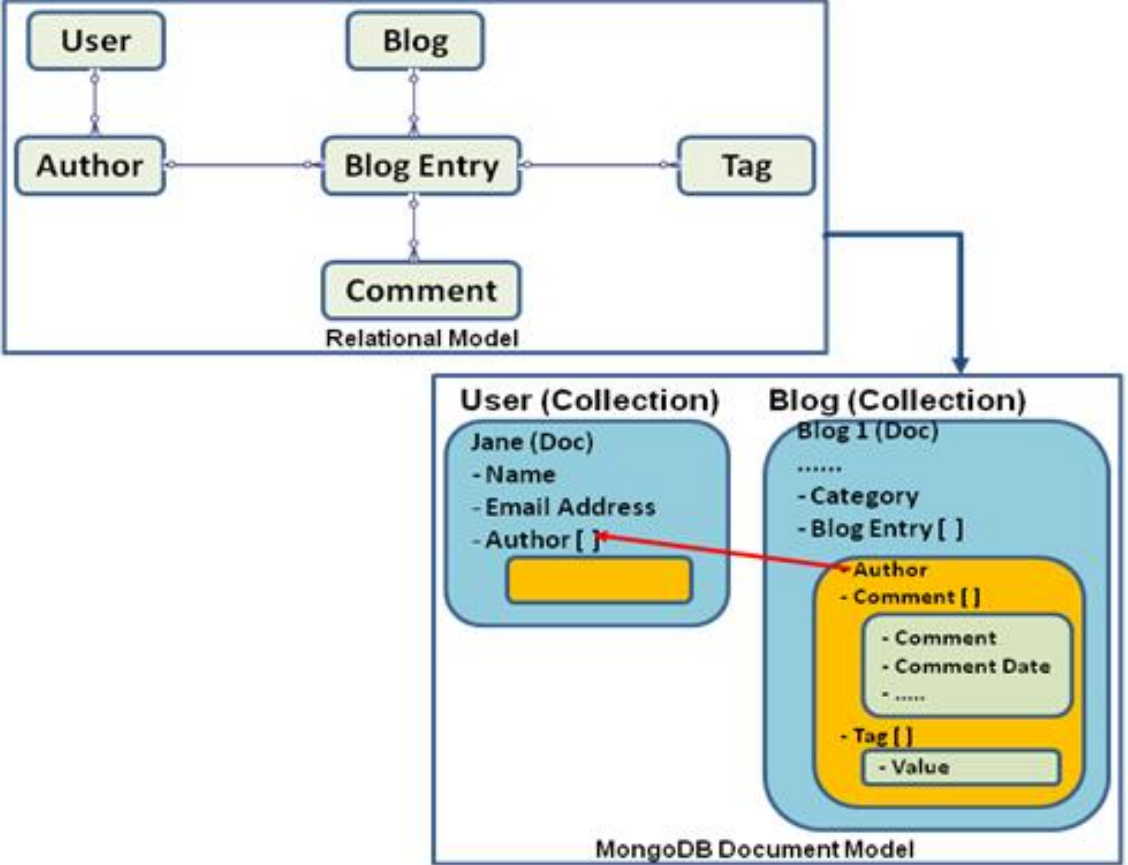 User
Blog
Author
Blog Entry
Tag
Comment
Relational Model
User (Collection)
Jane (Doc)
- Name
- Email Address
- Author [ ]
Blog (Collection)
Blog 1 (Doc)
......
- Category
- Blog Entry [ ]
- Author
- Comment [ ]
- Comment
- Comment Date
- .....
- Tag [ ]
- Value
MongoDB Document Model